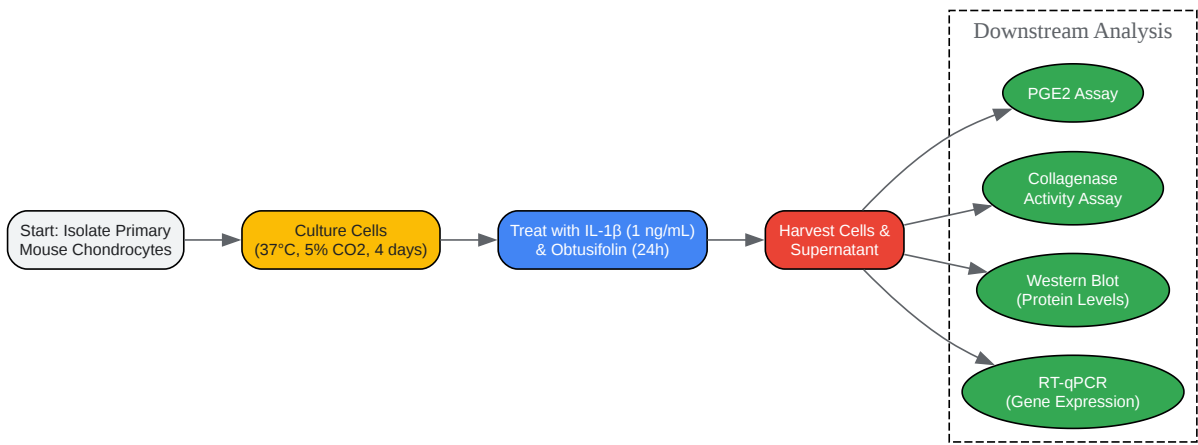 Downstream Analysis
Start: Isolate Primary
Mouse Chondrocytes
Culture Cells
(37°C, 5% CO2, 4 days)
Treat with IL-1β (1 ng/mL)
& Obtusifolin (24h)
Harvest Cells &
Supernatant
PGE2 Assay
Collagenase
Activity Assay
Western Blot
(Protein Levels)
RT-qPCR
(Gene Expression)